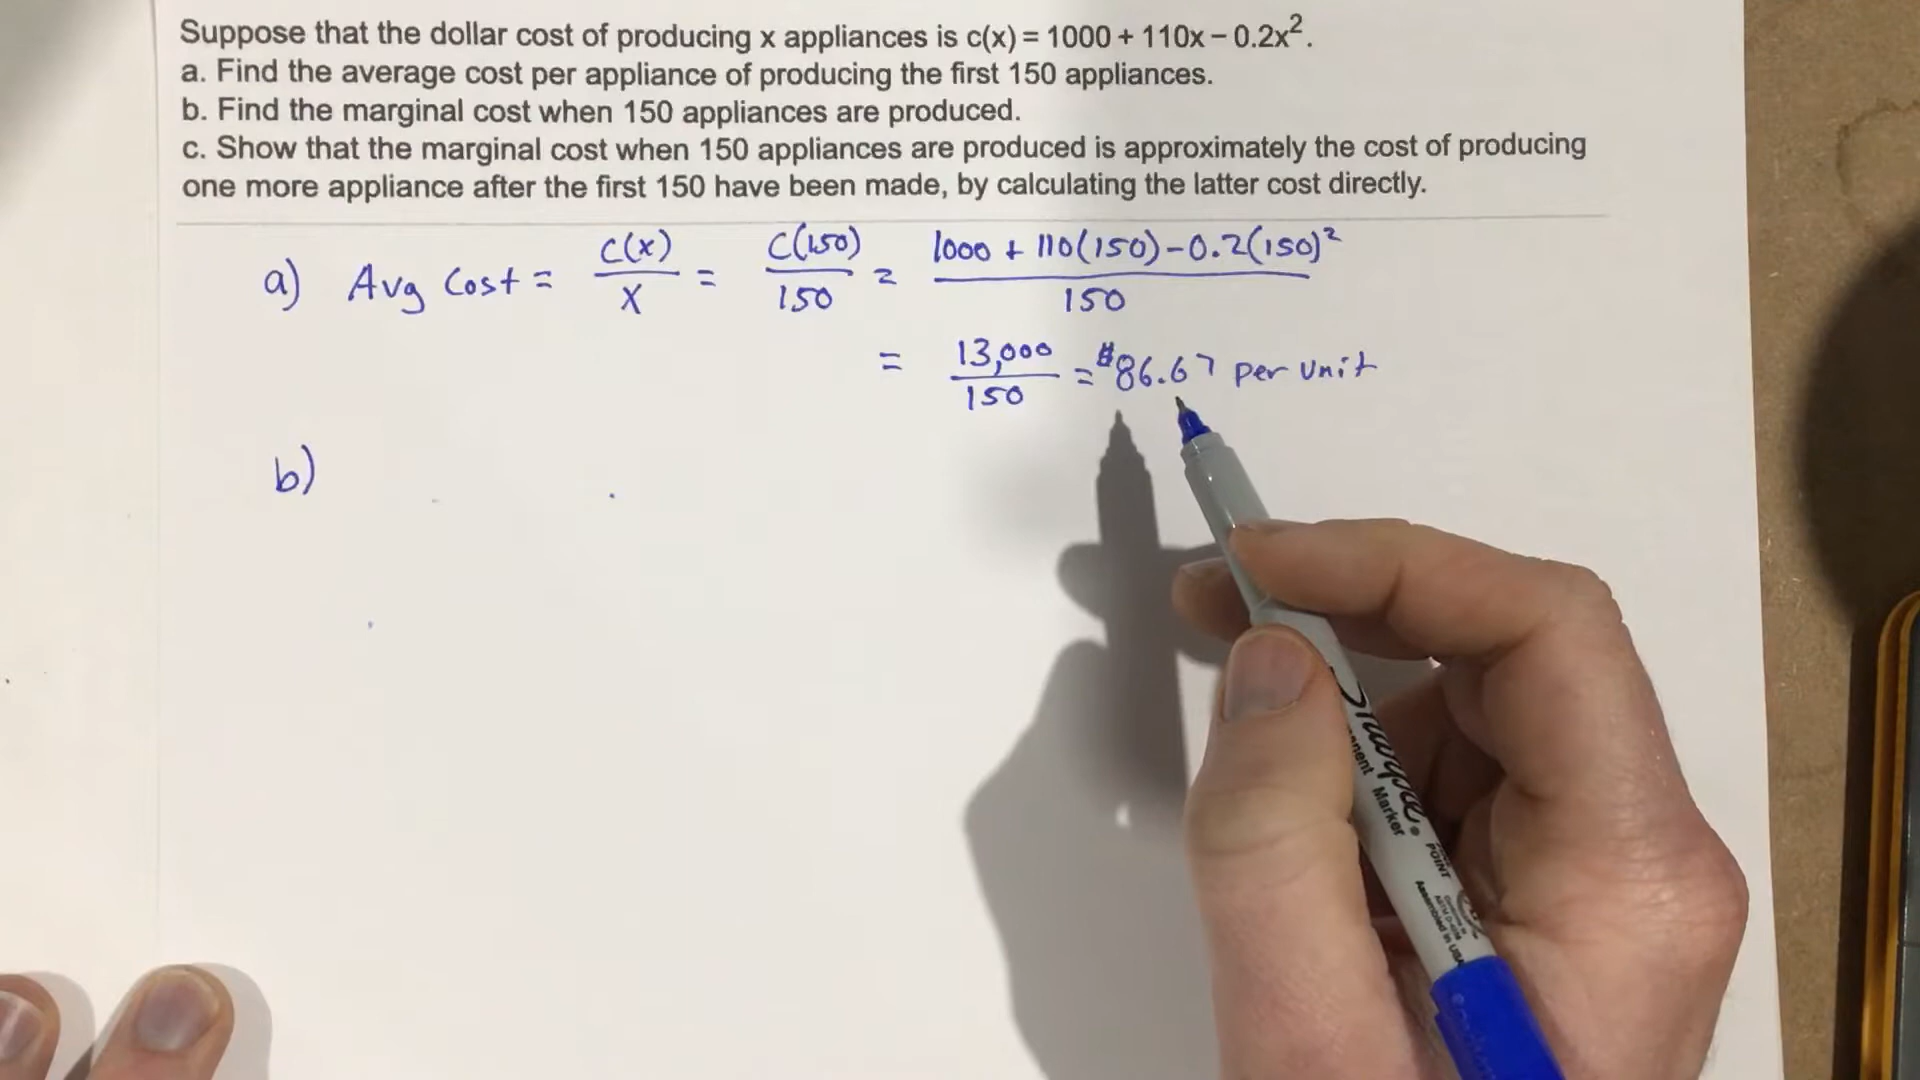 Suppose that the dollar cost of producing x appliances is c(x) = 1000 + 110x − 0.2x².
a. Find the average cost per appliance of producing the first 150 appliances.
b. Find the marginal cost when 150 appliances are produced.
c. Show that the marginal cost when 150 appliances are produced is approximately the cost of producing
one more appliance after the first 150 have been made, by calculating the latter cost directly.
a) Avg Cost = C(x)/X = C(150)/150 = 1000 + 110(150) − 0.2(150)²/150
= 13,000/150 = $86.67 per unit
b)
Sharpie.
Marker
POINT